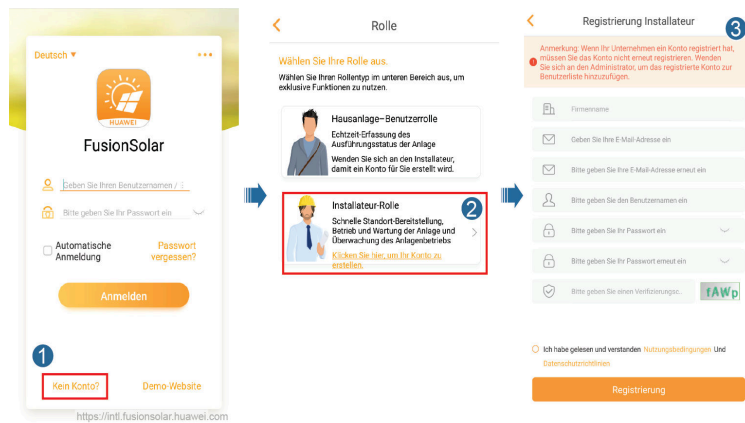 Deutsch ▼
HUAWEI
FusionSolar
Geben Sie Ihren Benutzernamen /
Bitte geben Sie Ihr Passwort ein
Automatische
Anmeldung
Passwort
vergessen?
Anmelden
1
Kein Konto?
Demo-Website
https://intl.fusionsolar.huawei.com
Rolle
Wählen Sie Ihre Rolle aus.
Wählen Sie Ihren Rollentyp im unteren Bereich aus, um
exklusive Funktionen zu nutzen.
Hausanlage-Benutzerrolle
Echtzeit-Erfassung des
Ausführungsstatus der Anlage
Wenden Sie sich an den Installateur,
damit ein Konto für Sie erstellt wird.
2
Installateur-Rolle
Schnelle Standort-Bereitstellung,
Betrieb und Wartung der Anlage und
Überwachung des Anlagenbetriebs
Klicken Sie hier, um Ihr Konto zu
erstellen.
Registrierung Installateur
3
Anmerkung: Wenn Ihr Unternehmen ein Konto registriert hat,
müssen Sie das Konto nicht erneut registrieren. Wenden
Sie sich an den Administrator, um das registrierte Konto zur
Benutzerliste hinzuzufügen.
Firmenname
Geben Sie Ihre E-Mail-Adresse ein
Bitte geben Sie Ihre E-Mail-Adresse erneut ein
Bitte geben Sie den Benutzernamen ein
Bitte geben Sie Ihr Passwort ein
Bitte geben Sie Ihr Passwort erneut ein
Bitte geben Sie einen Verifizierungsc..
fAWp
Ich habe gelesen und verstanden Nutzungsbedingungen Und
Datenschutzrichtlinien.
Registrierung